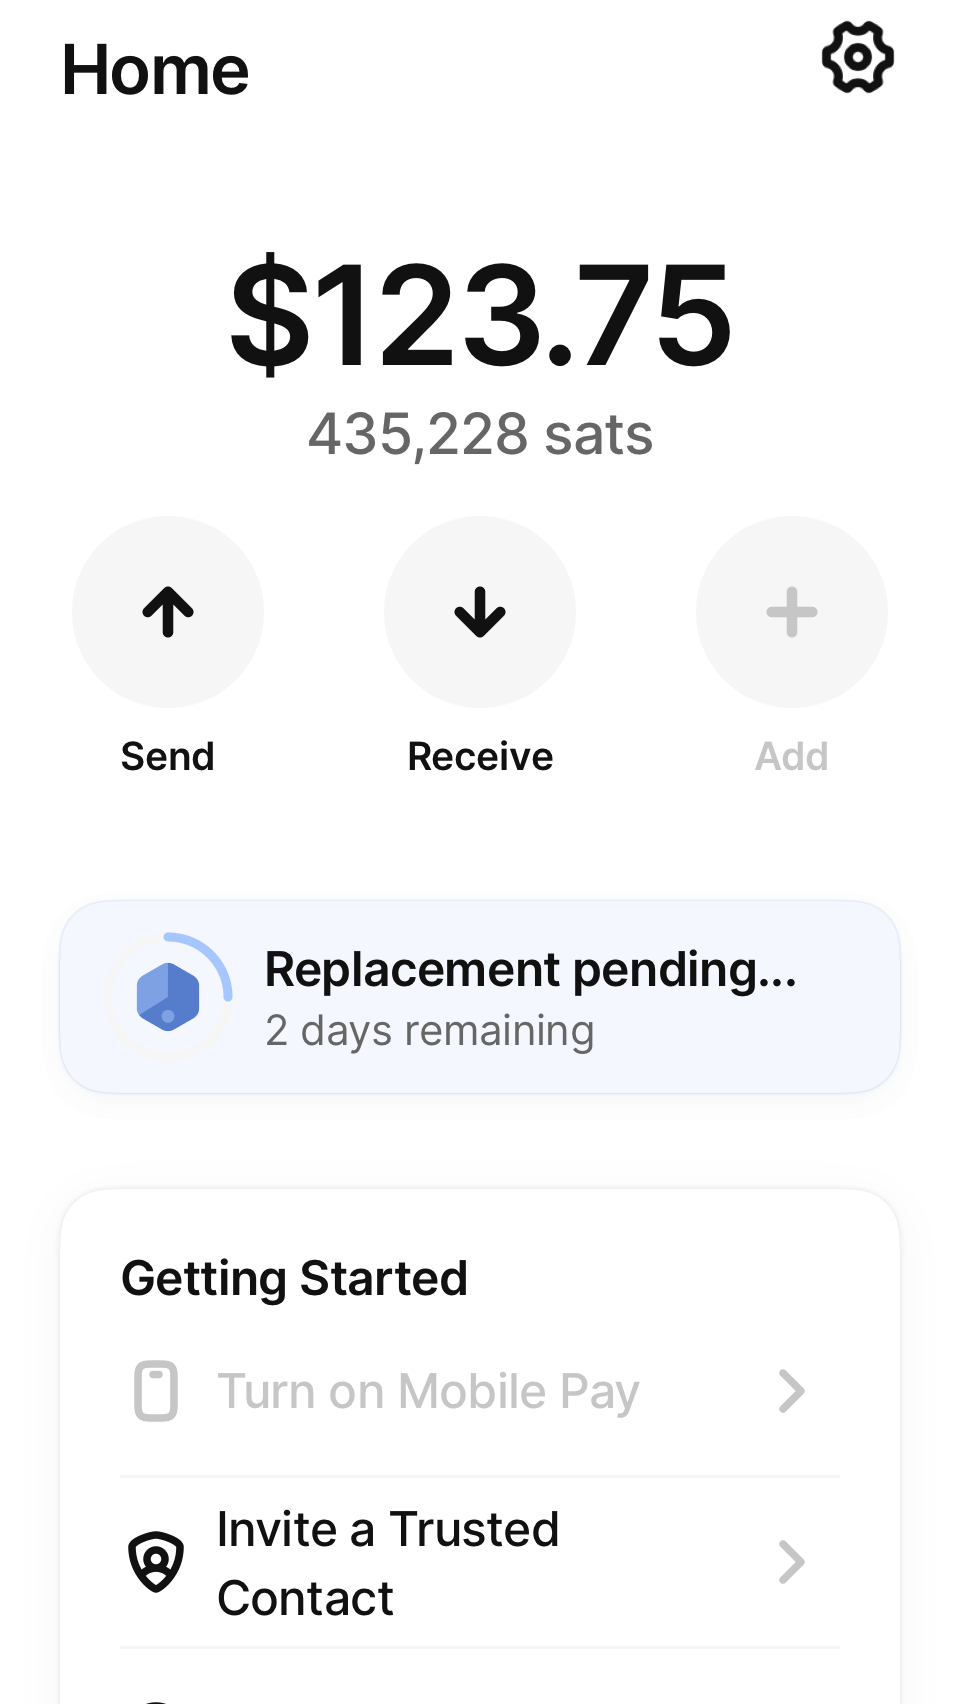 Home
$123.75
435,228 sats
Send
Receive
Add
Replacement pending...
2 days remaining
Getting Started
Turn on Mobile Pay
Invite a Trusted
Contact